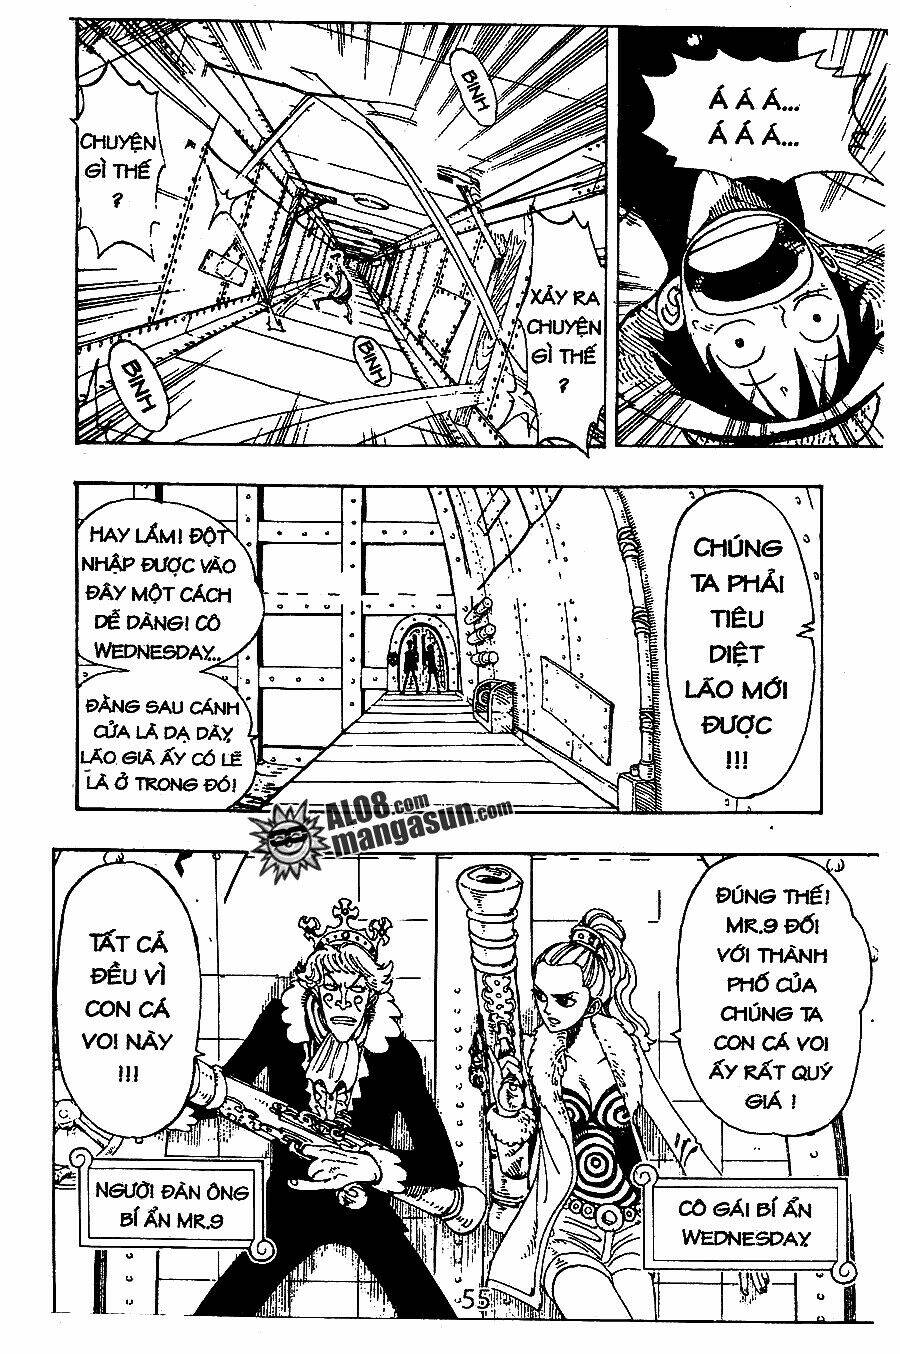 Á Á Á...
Á Á Á...
BINH
CHUYỆN
GÌ THẾ
?
XẢY RA
CHUYỆN
GÌ THẾ
?
BINH
BINH
CHÚNG
TA PHẢI
TIÊU
DIỆT
LÃO MỚI
ĐƯỢC
!!!
HAY LẮM! ĐỘT
NHẬP ĐƯỢC VÀO
ĐÂY MỘT CÁCH
DỄ DÀNG! CÔ
WEDNESDAY...
ĐẰNG SAU CÁNH
CỬA LÀ DẠ DÀY,
LÃO GIÀ ẤY CÓ LẼ
LÀ Ở TRONG ĐÓ!
AL08.com
mangasun.com
ĐÚNG THẾ!
MR.9 ĐỐI
VỚI THÀNH
PHỐ CỦA
CHÚNG TA
CON CÁ VOI
ẤY RẤT QUÝ
GIÁ !
TẤT CẢ
ĐỀU VÌ
CON CÁ
VOI NÀY
!!!
NGƯỜI ĐÀN ÔNG
BÍ ẨN MR.9
CÔ GÁI BÍ ẨN
WEDNESDAY
55